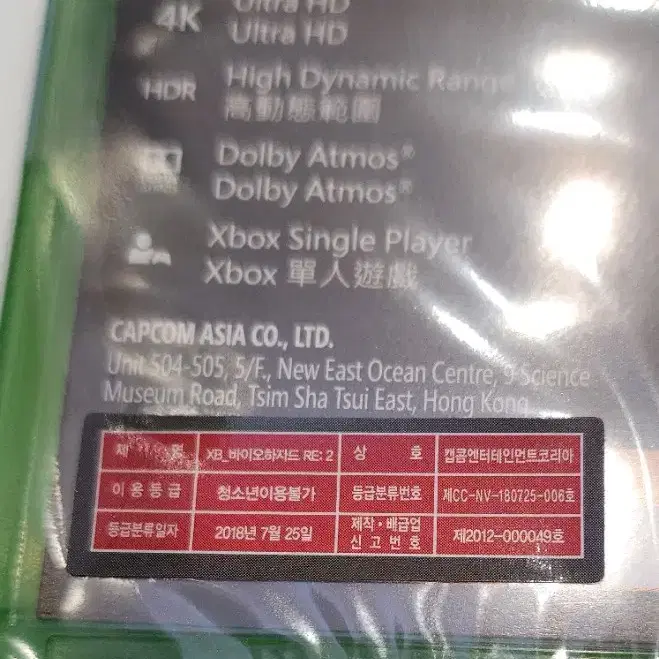 4K
Ultra HD
Ultra HD
HDR
High Dynamic Range
高動態範圍
Dolby Atmos®
Dolby Atmos®
Xbox Single Player
Xbox 單人遊戲
CAPCOM ASIA CO., LTD.
Unit 504-505, 5/F., New East Ocean Centre, 9 Science
Museum Road, Tsim Sha Tsui East, Hong Kong
제 명 XB_바이오하자드 RE: 2 상 호 캡콤엔터테인먼트코리아
이용등급 청소년이용불가 등급분류번호 제CC-NV-180725-006호
등급분류일자 2018년 7월 25일 제작·배급업 신고번호 제2012-000049호